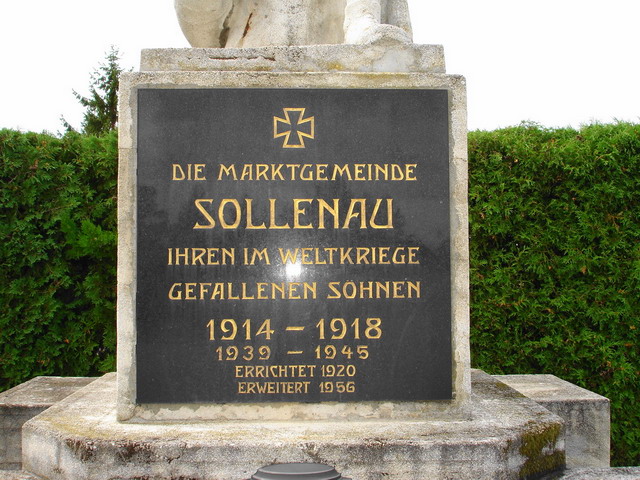 DIE MARKTGEMEINDE
SOLLENAU
IHREN IM WELTKRIEGE
GEFALLENEN SÖHNEN
1914 – 1918
1939 – 1945
ERRICHTET 1920
ERWEITERT 1956